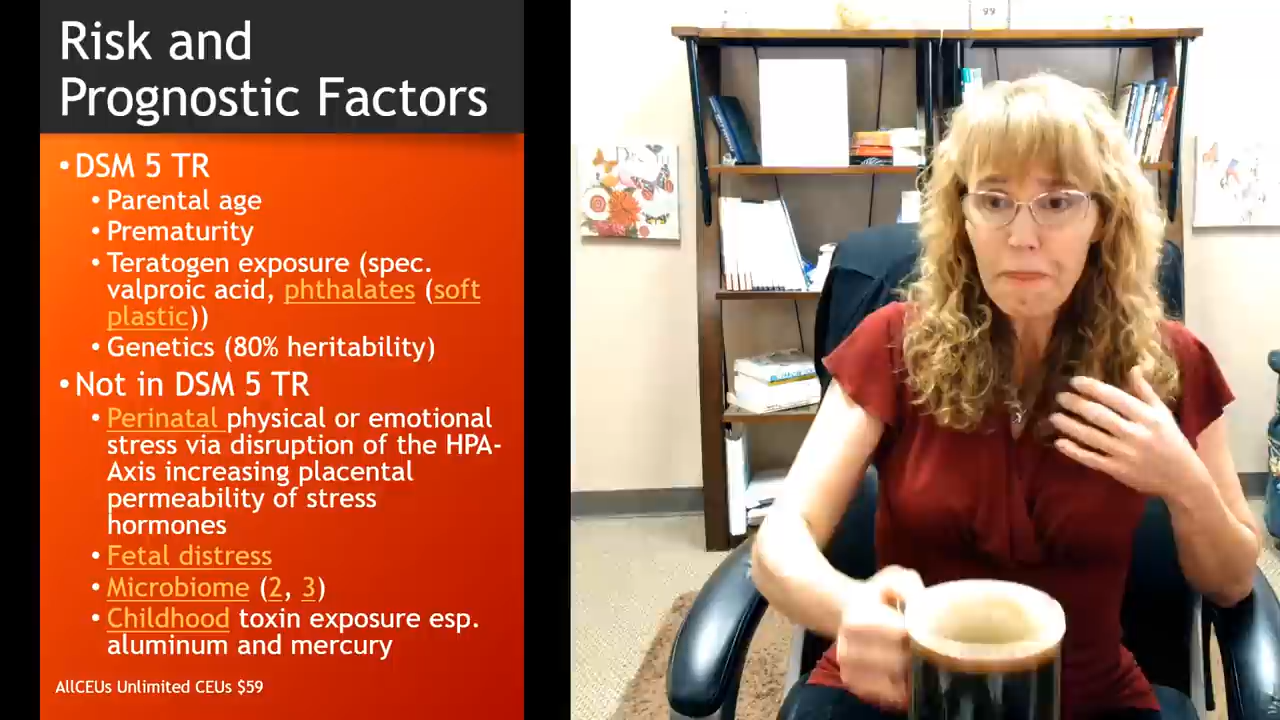 Risk and
Prognostic Factors
• DSM 5 TR
• Parental age
• Prematurity
• Teratogen exposure (spec.
valproic acid, phthalates (soft
plastic))
• Genetics (80% heritability)
• Not in DSM 5 TR
• Perinatal physical or emotional
stress via disruption of the HPA-
Axis increasing placental
permeability of stress
hormones
• Fetal distress
• Microbiome (2, 3)
• Childhood toxin exposure esp.
aluminum and mercury
AllCEUs Unlimited CEUs $59